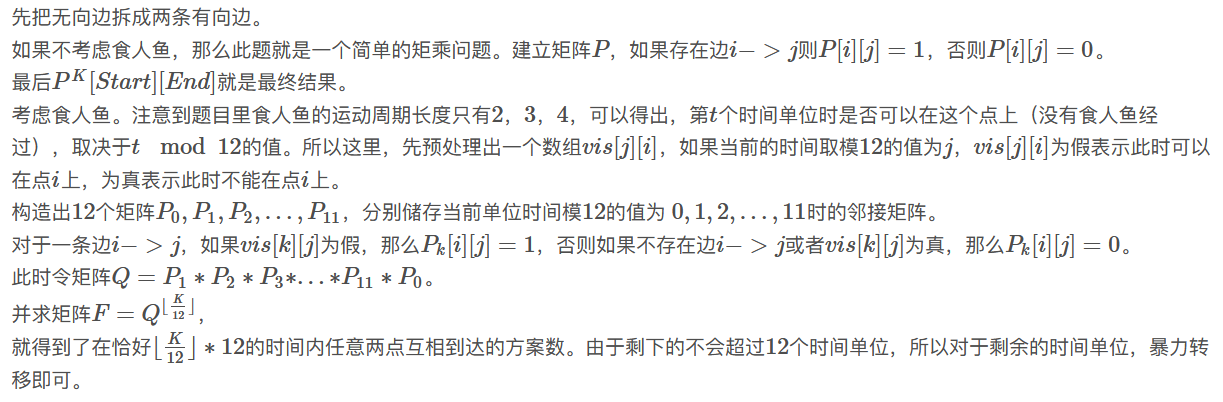 先把无向边拆成两条有向边。
如果不考虑食人鱼，那么此题就是一个简单的矩乘问题。建立矩阵P，如果存在边i−>j则P[i][j]=1，否则P[i][j]=0。
最后P^K[Start][End]就是最终结果。
考虑食人鱼。注意到题目里食人鱼的运动周期长度只有2，3，4，可以得出，第t个时间单位时是否可以在这个点上（没有食人鱼经
过），取决于t mod 12的值。所以这里，先预处理出一个数组vis[j][i]，如果当前的时间取模12的值为j，vis[j][i]为假表示此时可以
在点i上，为真表示此时不能在点i上。
构造出12个矩阵P_0,P_1,P_2,...,P_11，分别储存当前单位时间模12的值为 0,1,2,...,11时的邻接矩阵。
对于一条边i−>j，如果vis[k][j]为假，那么P_k[i][j]=1，否则如果不存在边i−>j或者vis[k][j]为真，那么P_k[i][j]=0。
此时令矩阵Q=P_1∗P_2∗P_3∗...∗P_11∗P_0。
并求矩阵F=Q^⌊K/12⌋，
就得到了在恰好⌊K/12⌋∗12的时间内任意两点互相到达的方案数。由于剩下的不会超过12个时间单位，所以对于剩余的时间单位，暴力转
移即可。